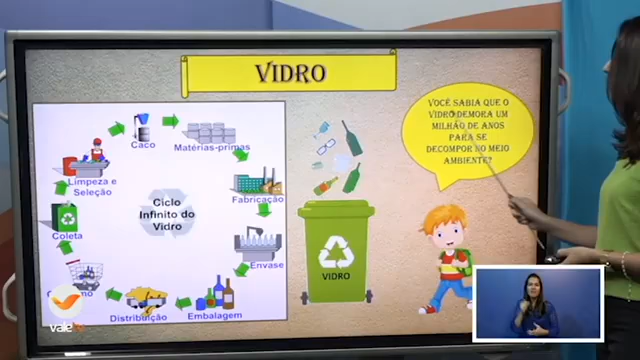 VIDRO
VOCÊ SABIA QUE O
VIDRO DEMORA UM
MILHÃO DE ANOS
PARA SE
DECOMPOR NO MEIO
AMBIENTE?
Caco
Matérias-primas
Limpeza e
Seleção
Fabricação
Ciclo
Infinito do
Vidro
Coleta
Envase
Distribuição
Embalagem
VIDRO
vale